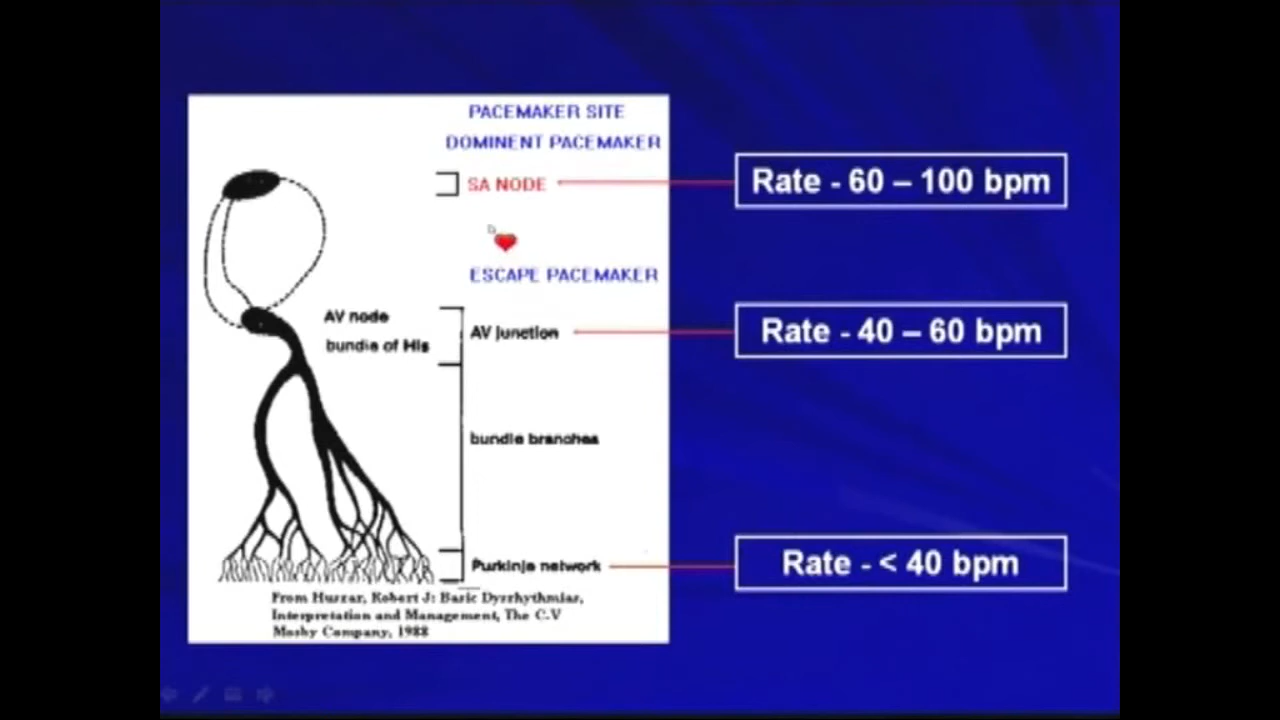 PACEMAKER SITE
DOMINENT PACEMAKER
SA NODE
Rate - 60 – 100 bpm
ESCAPE PACEMAKER
AV node
bundle of His
AV junction
Rate - 40 – 60 bpm
bundle branches
Purkinje network
Rate - < 40 bpm
From Huszar, Robert J: Basic Dysrhythmias,
Interpretation and Management, The C.V
Mosby Company, 1988